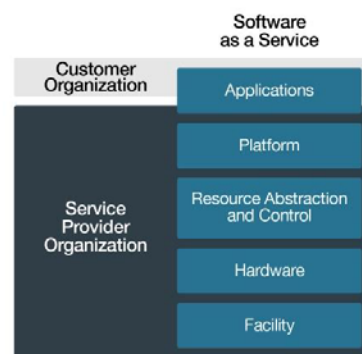 Software
as a Service
Customer
Organization
Applications
Platform
Service
Provider
Organization
Resource Abstraction
and Control
Hardware
Facility